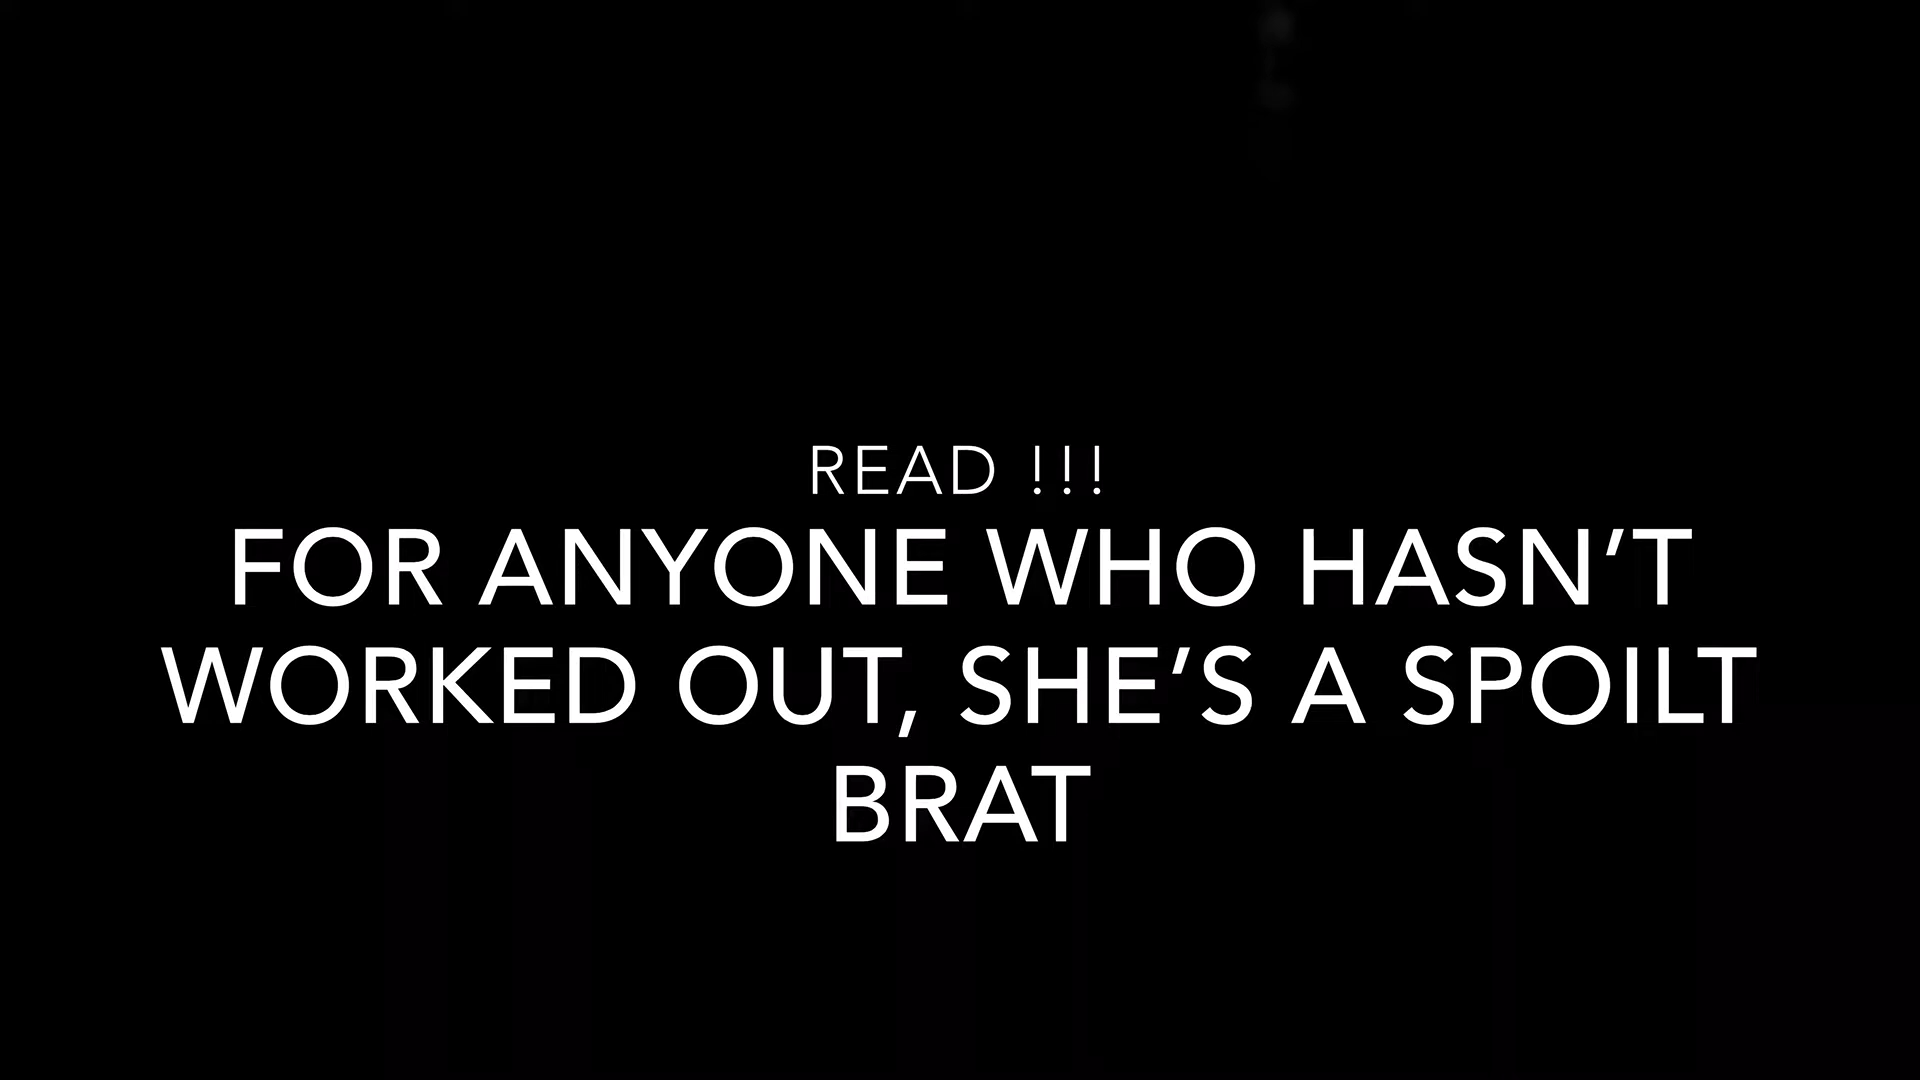 READ !!!
FOR ANYONE WHO HASN’T
WORKED OUT, SHE’S A SPOILT
BRAT